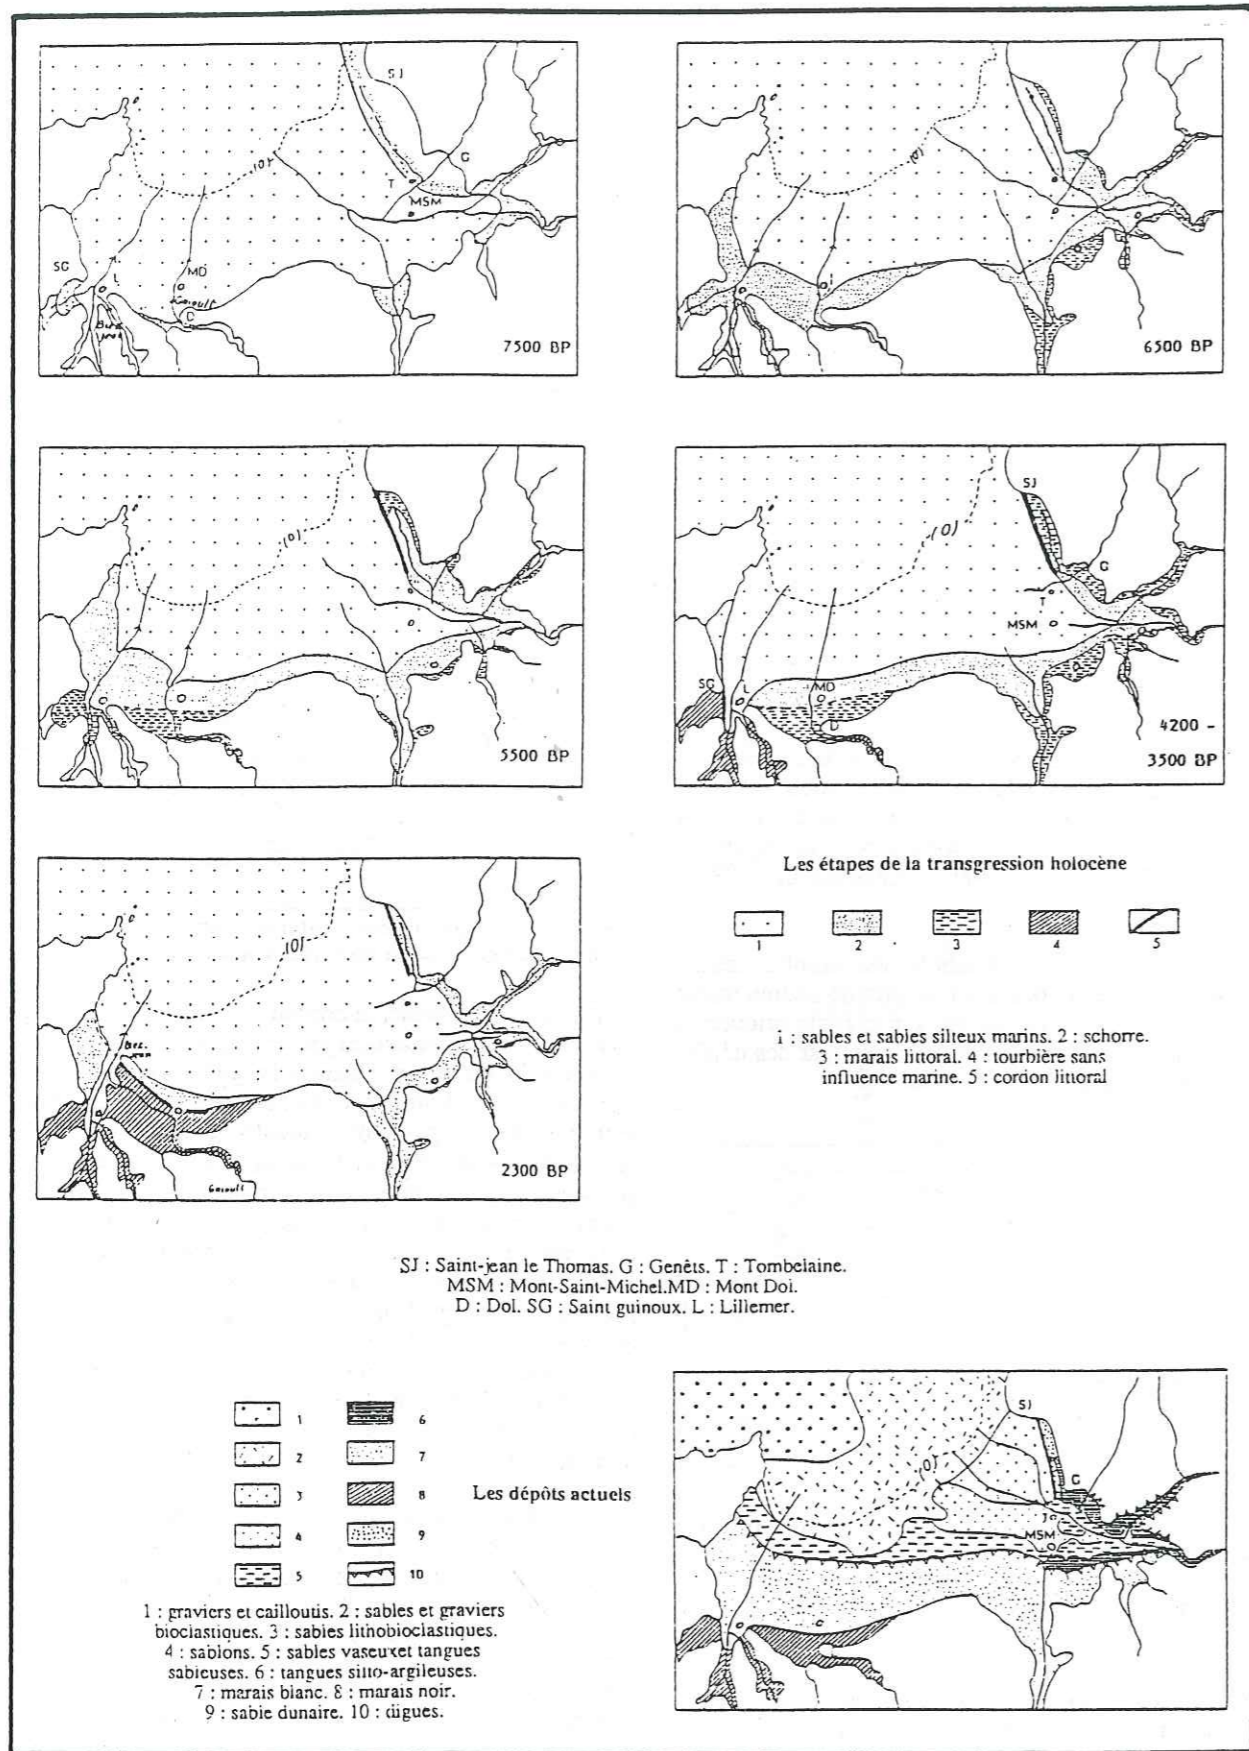 SJ
(0)
G
T
MSM
SG
L
MD
D
7500 BP
(0)
6500 BP
(0)
5500 BP
SJ
(0)
G
T
MSM
SG
L
MD
D
4200 -
3500 BP
(0)
2300 BP
Les étapes de la transgression holocène
1 2 3 4 5
1 : sables et sables silteux marins. 2 : schorre.
3 : marais littoral. 4 : tourbière sans
influence marine. 5 : cordon littoral
SJ : Saint-jean le Thomas. G : Genêts. T : Tombelaine.
MSM : Mont-Saint-Michel.MD : Mont Dol.
D : Dol. SG : Saint guinoux. L : Lillemer.
1 6
2 7
3 8
4 9
5 10
Les dépôts actuels
1 : graviers et cailloutis. 2 : sables et graviers
bioclastiques. 3 : sables lithobioclastiques.
4 : sablons. 5 : sables vaseuxet tangues
sableuses. 6 : tangues silto-argileuses.
7 : marais blanc. 8 : marais noir.
9 : sable dunaire. 10 : digues.
SJ
(0)
G
MSM